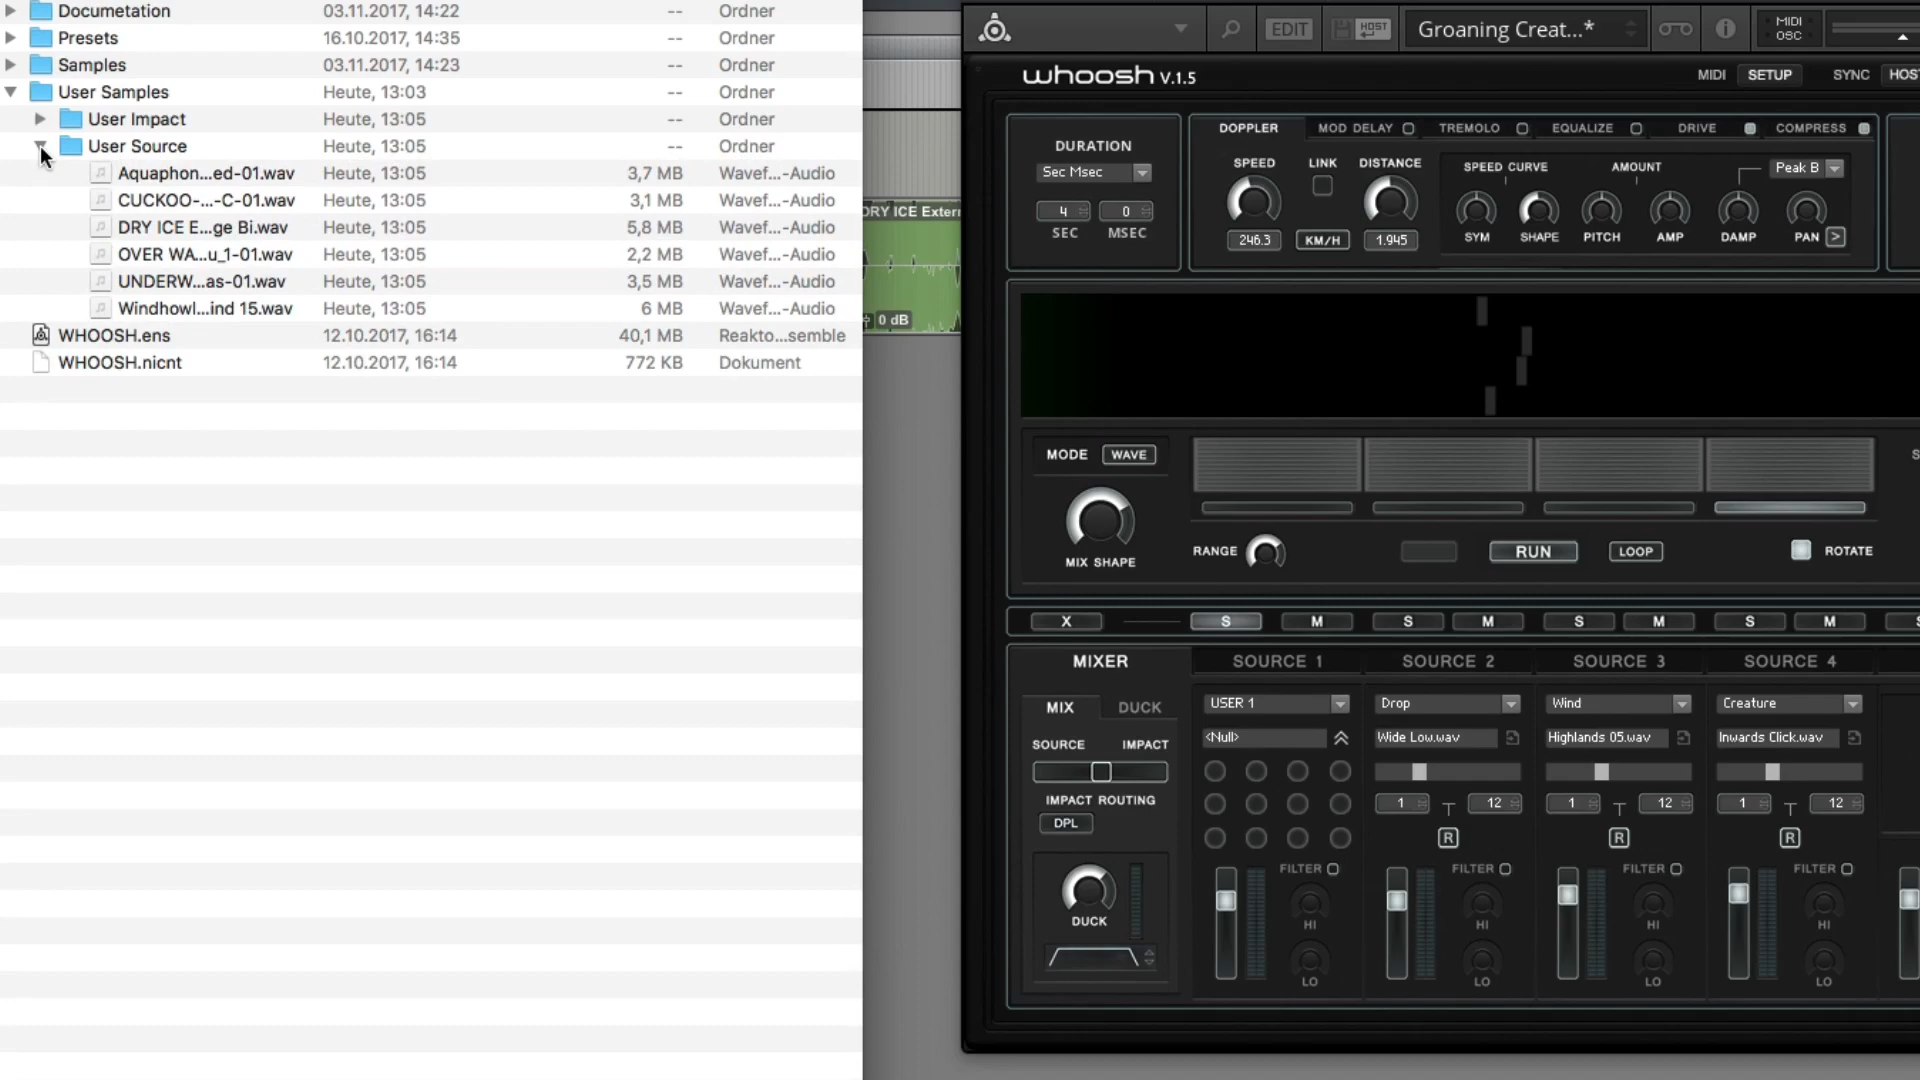 Documetation 03.11.2017, 14:22 -- Ordner
Presets 16.10.2017, 14:35 -- Ordner
Samples 03.11.2017, 14:23 -- Ordner
User Samples Heute, 13:03 -- Ordner
User Impact Heute, 13:05 -- Ordner
User Source Heute, 13:05 -- Ordner
Aquaphon...ed-01.wav Heute, 13:05 3,7 MB Wavef...-Audio
CUCKOO-...-C-01.wav Heute, 13:05 3,1 MB Wavef...-Audio
DRY ICE E...ge Bi.wav Heute, 13:05 5,8 MB Wavef...-Audio
OVER WA...u_1-01.wav Heute, 13:05 2,2 MB Wavef...-Audio
UNDERW...as-01.wav Heute, 13:05 3,5 MB Wavef...-Audio
Windhowl...ind 15.wav Heute, 13:05 6 MB Wavef...-Audio
WHOOSH.ens 12.10.2017, 16:14 40,1 MB Reakto...semble
WHOOSH.nicnt 12.10.2017, 16:14 772 KB Dokument
DRY ICE Extern
0 dB
EDIT HOST Groaning Creat...* MIDI
OSC
whoosh V.1.5 MIDI SETUP SYNC HOST
DURATION
Sec Msec
4 0
SEC MSEC
DOPPLER MOD DELAY TREMOLO EQUALIZE DRIVE COMPRESS
SPEED LINK DISTANCE SPEED CURVE AMOUNT Peak B
246.3 KM/H 1.945 SYM SHAPE PITCH AMP DAMP PAN >
MODE WAVE S
MIX SHAPE
RANGE RUN LOOP ROTATE
X S M S M S M S M S
MIXER SOURCE 1 SOURCE 2 SOURCE 3 SOURCE 4
MIX DUCK USER 1 Drop Wind Creature
SOURCE IMPACT <Null> Wide Low.wav Highlands 05.wav Inwards Click.wav
IMPACT ROUTING 1 12 1 12 1 12
DPL R R R
FILTER FILTER FILTER FILTER
DUCK HI HI HI HI
LO LO LO LO